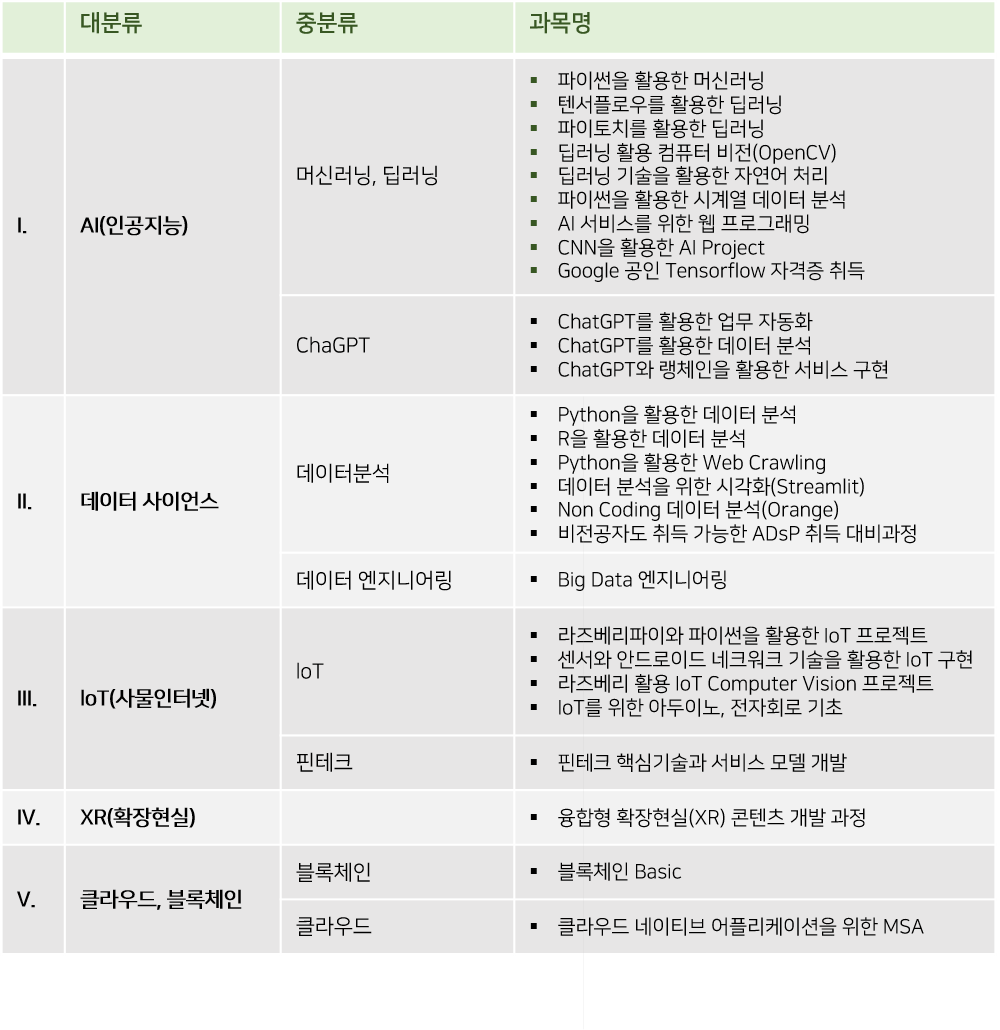 대분류 중분류 과목명
I. AI(인공지능)
머신러닝, 딥러닝
▪ 파이썬을 활용한 머신러닝
▪ 텐서플로우를 활용한 딥러닝
▪ 파이토치를 활용한 딥러닝
▪ 딥러닝 활용 컴퓨터 비전(OpenCV)
▪ 딥러닝 기술을 활용한 자연어 처리
▪ 파이썬을 활용한 시계열 데이터 분석
▪ AI 서비스를 위한 웹 프로그래밍
▪ CNN을 활용한 AI Project
▪ Google 공인 Tensorflow 자격증 취득
ChaGPT
▪ ChatGPT를 활용한 업무 자동화
▪ ChatGPT를 활용한 데이터 분석
▪ ChatGPT와 랭체인을 활용한 서비스 구현
II. 데이터 사이언스
데이터분석
▪ Python을 활용한 데이터 분석
▪ R을 활용한 데이터 분석
▪ Python을 활용한 Web Crawling
▪ 데이터 분석을 위한 시각화(Streamlit)
▪ Non Coding 데이터 분석(Orange)
▪ 비전공자도 취득 가능한 ADsP 취득 대비과정
데이터 엔지니어링
▪ Big Data 엔지니어링
III. IoT(사물인터넷)
IoT
▪ 라즈베리파이와 파이썬을 활용한 IoT 프로젝트
▪ 센서와 안드로이드 네크워크 기술을 활용한 IoT 구현
▪ 라즈베리 활용 IoT Computer Vision 프로젝트
▪ IoT를 위한 아두이노, 전자회로 기초
핀테크
▪ 핀테크 핵심기술과 서비스 모델 개발
IV. XR(확장현실)
▪ 융합형 확장현실(XR) 콘텐츠 개발 과정
V. 클라우드, 블록체인
블록체인
▪ 블록체인 Basic
클라우드
▪ 클라우드 네이티브 어플리케이션을 위한 MSA